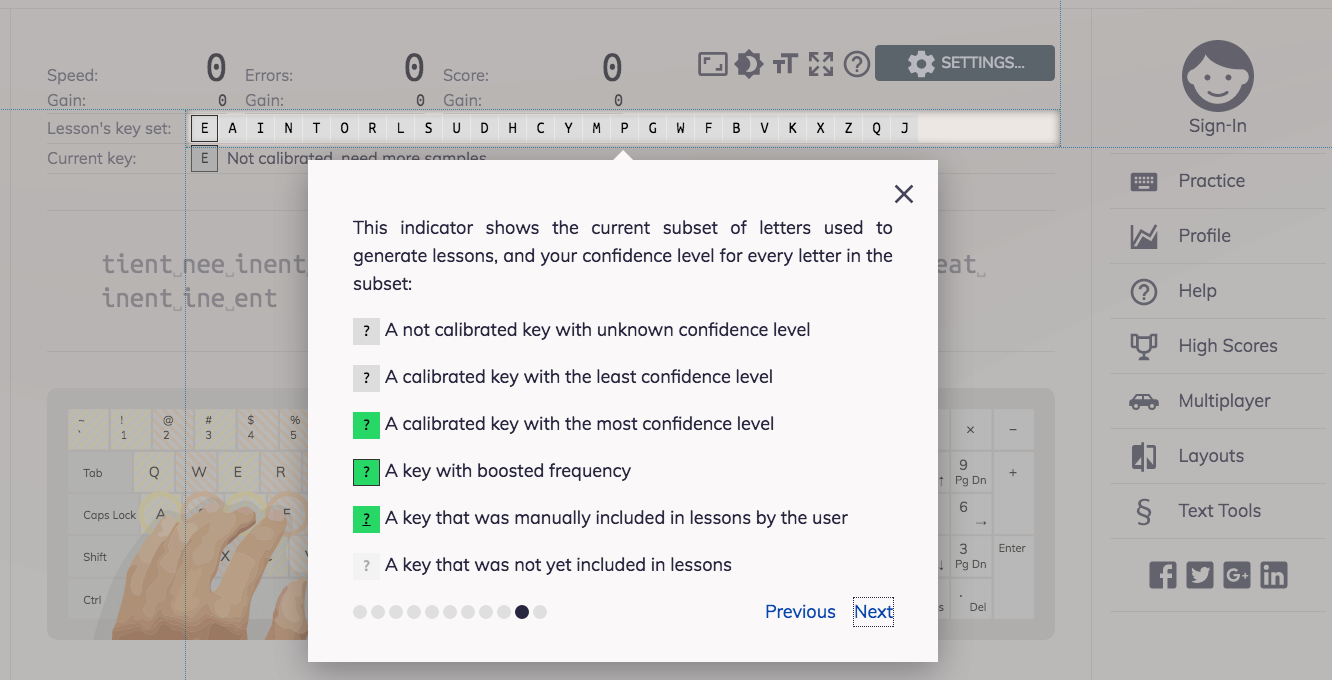 Speed: 0 Errors: 0 Score: 0 SETTINGS...
Gain: 0 Gain: 0 Gain: 0
Lesson's key set: E A I N T O R L S U D H C Y M P G W F B V K X Z Q J
Current key: E Not calibrated, need more samples.
Sign-In
Practice
Profile
Help
High Scores
Multiplayer
Layouts
§ Text Tools
tient␣nee␣inent eat␣
inent␣ine␣ent
This indicator shows the current subset of letters used to
generate lessons, and your confidence level for every letter in the
subset:
? A not calibrated key with unknown confidence level
? A calibrated key with the least confidence level
? A calibrated key with the most confidence level
? A key with boosted frequency
? A key that was manually included in lessons by the user
? A key that was not yet included in lessons
Previous Next
~ ! @ # $ %
` 1 2 3 4 5 × −
Tab Q W E R 9 Pg Dn +
Caps Lock A F 6 →
Shift X 3 Pg Dn Enter
Ctrl . Del